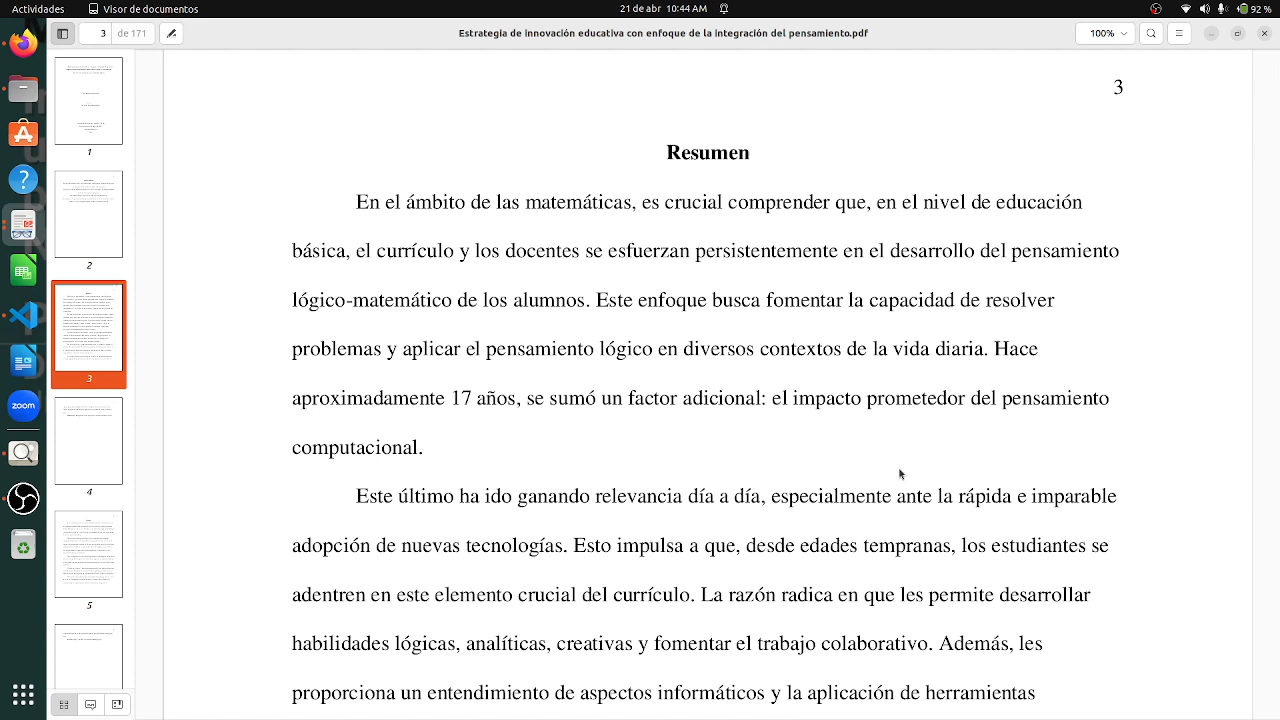 Actividades Visor de documentos 21 de abr 10:44 AM 92 %
3 de 171 Estrategia de innovación educativa con enfoque de la integración del pensamiento.pdf 100%
1
2
3
4
5
zoom
3
Resumen
En el ámbito de las matemáticas, es crucial comprender que, en el nivel de educación
básica, el currículo y los docentes se esfuerzan persistentemente en el desarrollo del pensamiento
lógico-matemático de los alumnos. Este enfoque busca fomentar la capacidad de resolver
problemas y aplicar el pensamiento lógico en diversos contextos de la vida diaria. Hace
aproximadamente 17 años, se sumó un factor adicional: el impacto prometedor del pensamiento
computacional.
Este último ha ido ganando relevancia día a día, especialmente ante la rápida e imparable
adopción de nuevas tecnologías. Esto impulsa a que, desde edades tempranas, los estudiantes se
adentren en este elemento crucial del currículo. La razón radica en que les permite desarrollar
habilidades lógicas, analíticas, creativas y fomentar el trabajo colaborativo. Además, les
proporciona un entendimiento de aspectos informáticos y la aplicación de herramientas